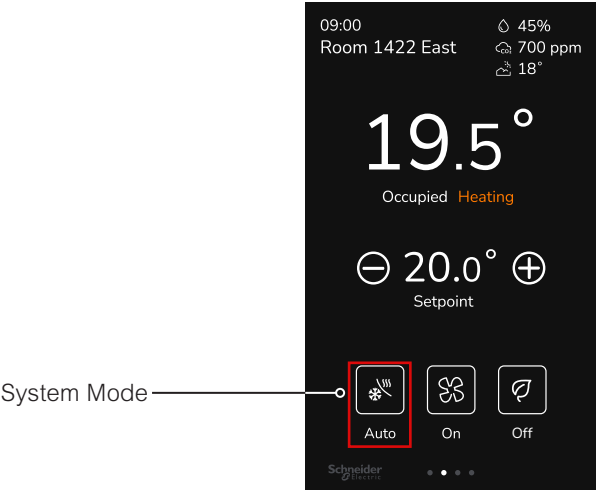 09:00
45%
Room 1422 East
CO₂ 700 ppm
18°
19.5°
Occupied Heating
20.0°
Setpoint
System Mode
Auto On Off
Schneider
Electric